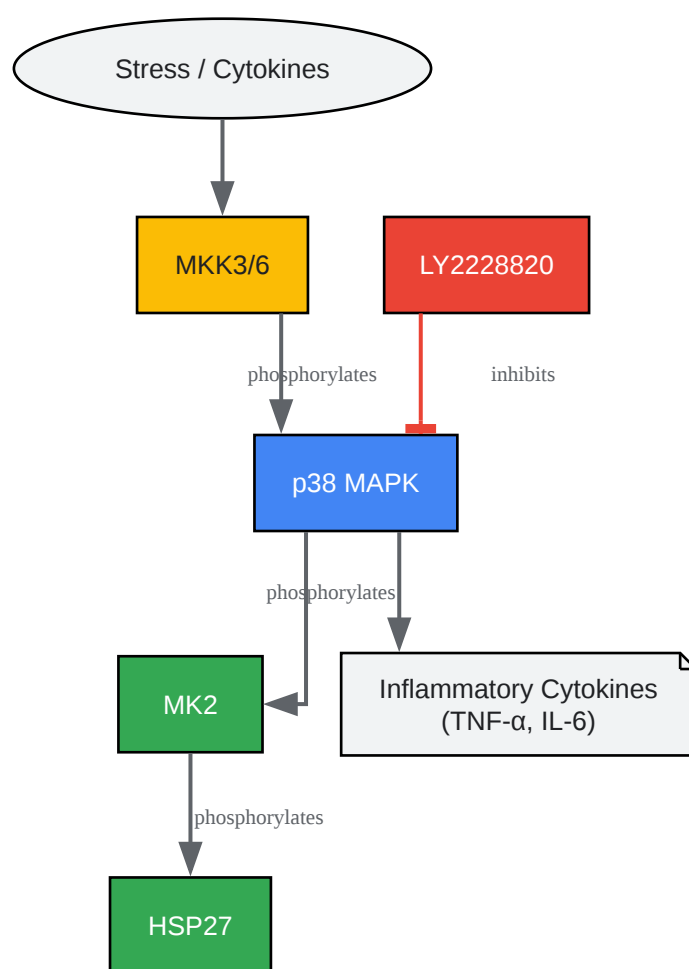 Stress / Cytokines
MKK3/6
LY2228820
phosphorylates
inhibits
p38 MAPK
phosphorylates
MK2
Inflammatory Cytokines
(TNF-α, IL-6)
phosphorylates
HSP27